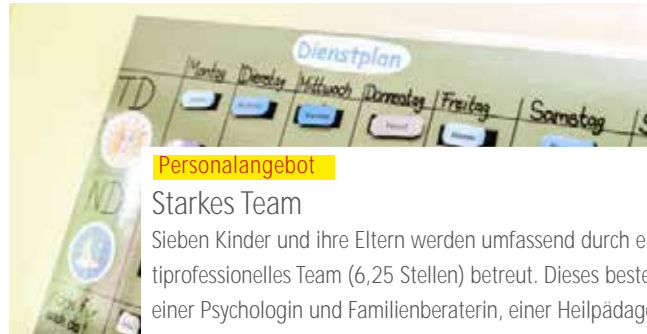 Dienstplan
Montag Dienstag Mittwoch Donnerstag Freitag Samstag S
TD
ND
Personalangebot
Starkes Team
Sieben Kinder und ihre Eltern werden umfassend durch e
tiprofessionelles Team (6,25 Stellen) betreut. Dieses beste
einer Psychologin und Familienberaterin, einer Heilpädago